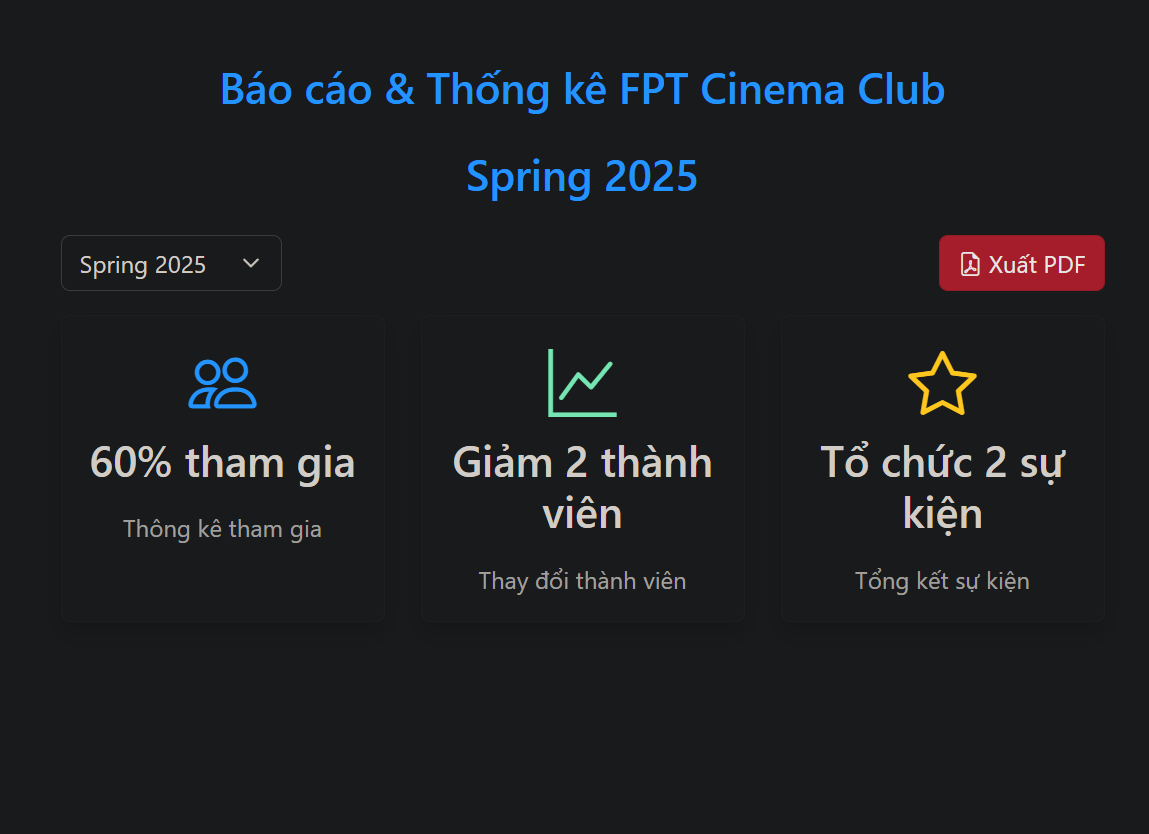 Báo cáo & Thống kê FPT Cinema Club
Spring 2025
Spring 2025
Xuất PDF
60% tham gia
Thông kê tham gia
Giảm 2 thành
viên
Thay đổi thành viên
Tổ chức 2 sự
kiện
Tổng kết sự kiện